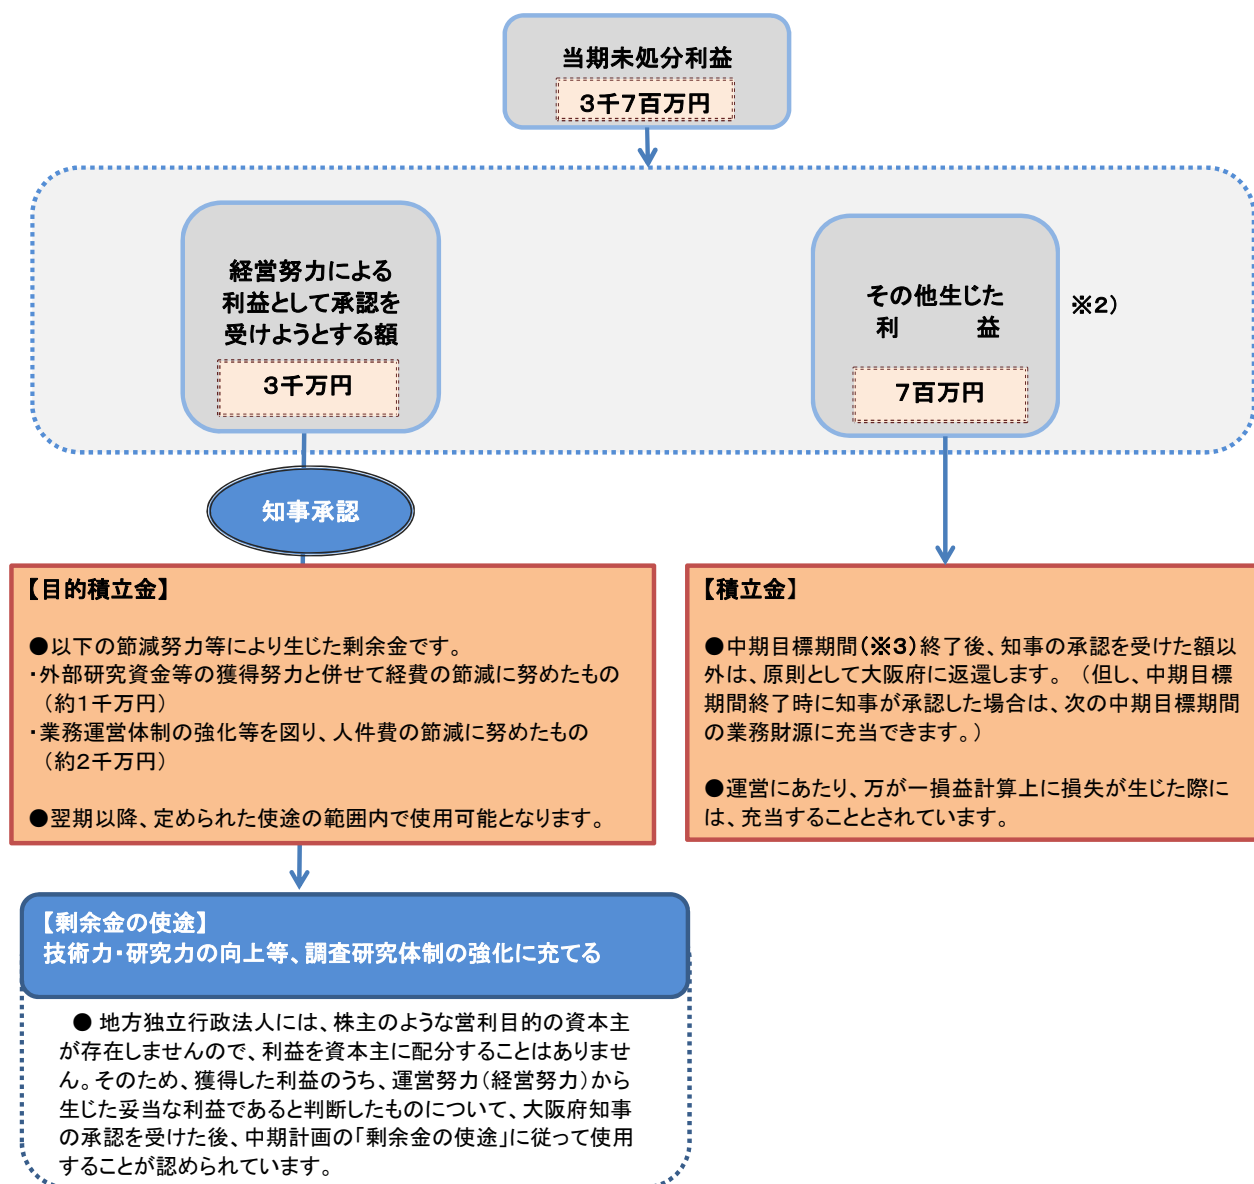 当期未処分利益
３千７百万円
経営努力による
利益として承認を
受けようとする額
３千万円
その他生じた
利　　　益
※２）
７百万円
知事承認
【目的積立金】
●以下の節減努力等により生じた剰余金です。
・外部研究資金等の獲得努力と併せて経費の節減に努めたもの
（約１千万円）
・業務運営体制の強化等を図り、人件費の節減に努めたもの
（約２千万円）
●翌期以降、定められた使途の範囲内で使用可能となります。
【積立金】
●中期目標期間（※３）終了後、知事の承認を受けた額以
外は、原則として大阪府に返還します。（但し、中期目標
期間終了時に知事が承認した場合は、次の中期目標期間
の業務財源に充当できます。）
●運営にあたり、万が一損益計算上に損失が生じた際に
は、充当することとされています。
【剰余金の使途】
技術力・研究力の向上等、調査研究体制の強化に充てる
● 地方独立行政法人には、株主のような営利目的の資本主
が存在しませんので、利益を資本主に配分することはありませ
ん。そのため、獲得した利益のうち、運営努力（経営努力）から
生じた妥当な利益であると判断したものについて、大阪府知事
の承認を受けた後、中期計画の「剰余金の使途」に従って使用
することが認められています。